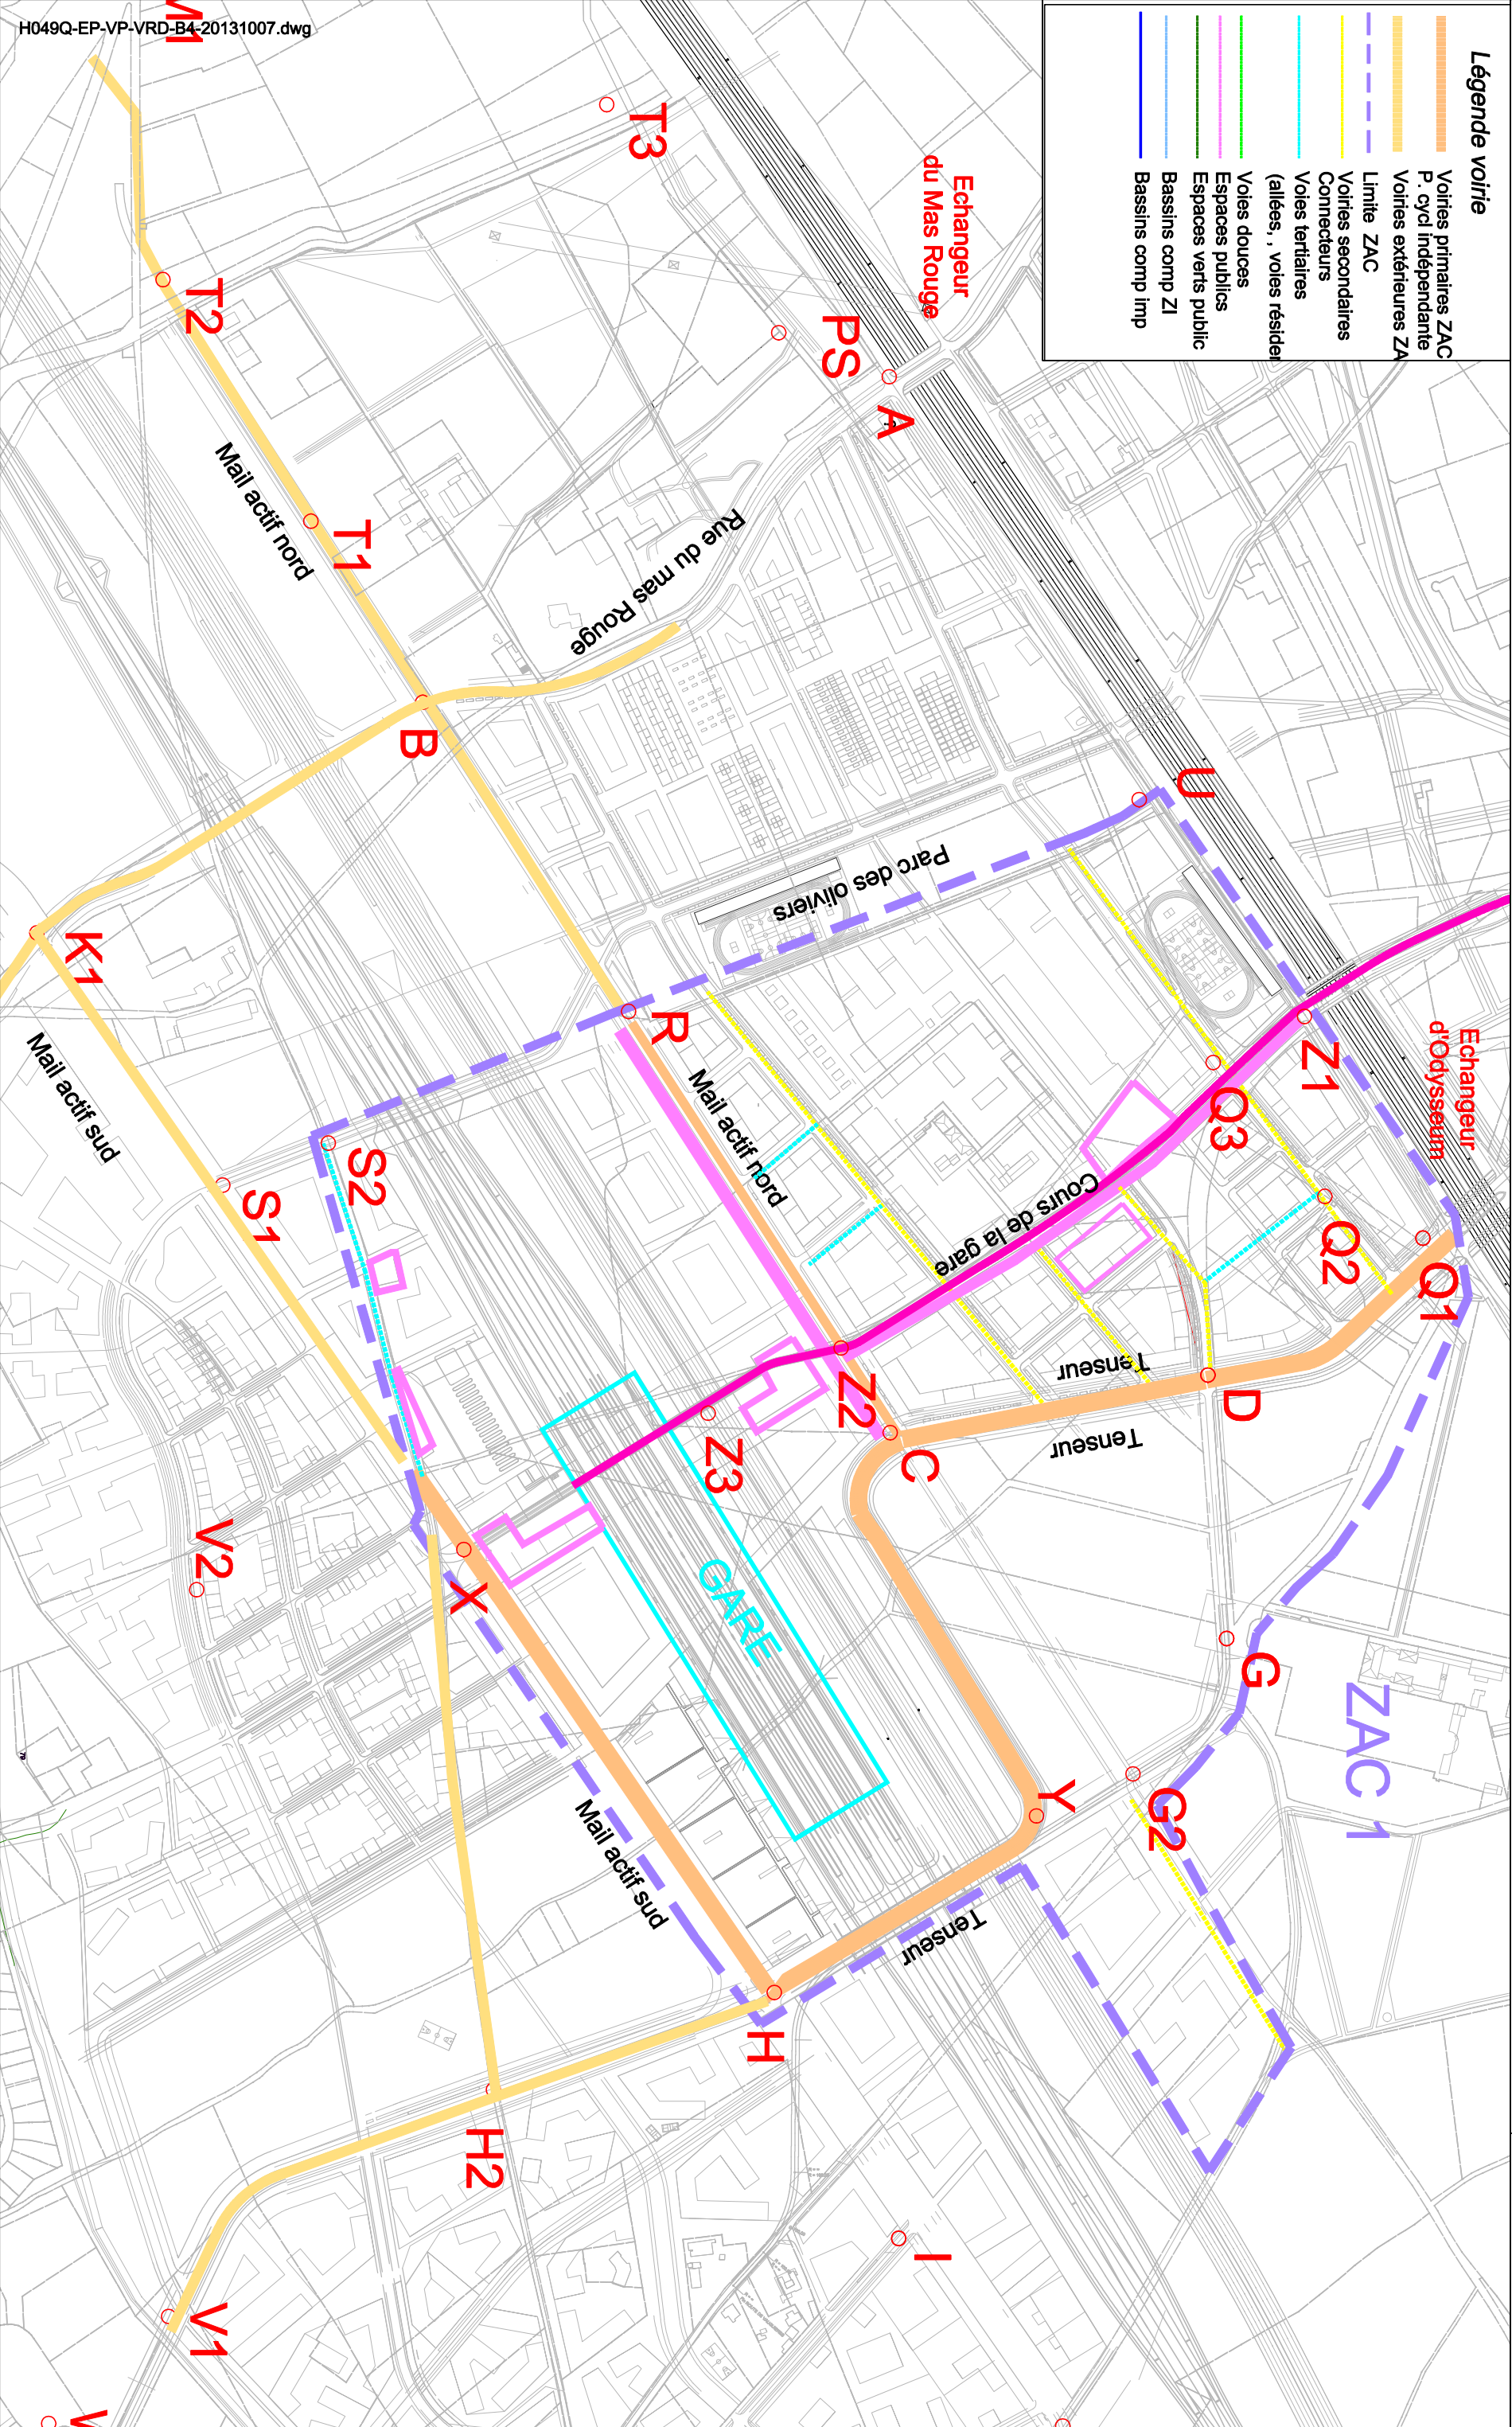 H049Q-EP-VP-VRD-B4-20131007.dwg
Légende voirie
Voiries primaires ZAC
P. cycl indépendante
Voiries extérieures ZA
Limite ZAC
Voiries secondaires
Connecteurs
Voies tertiaires
(allées, , voies résider
Voies douces
Espaces publics
Espaces verts public
Bassins comp ZI
Bassins comp imp
M1
T3
Echangeur
du Mas Rouge
T2
PS
A
Mail actif nord
T1
Rue du mas Rouge
B
U
Parc des oliviers
K1
R
Z1
Echangeur
d'Odysseum
Mail actif sud
Mail actif nord
Q3
S2
S1
Cours de la gare
Q2
Q1
Tenseur
Z2
D
Tenseur
C
Z3
V2
X
GARE
G
ZAC 1
Y
G2
Mail actif sud
Tenseur
H
H2
I
V1